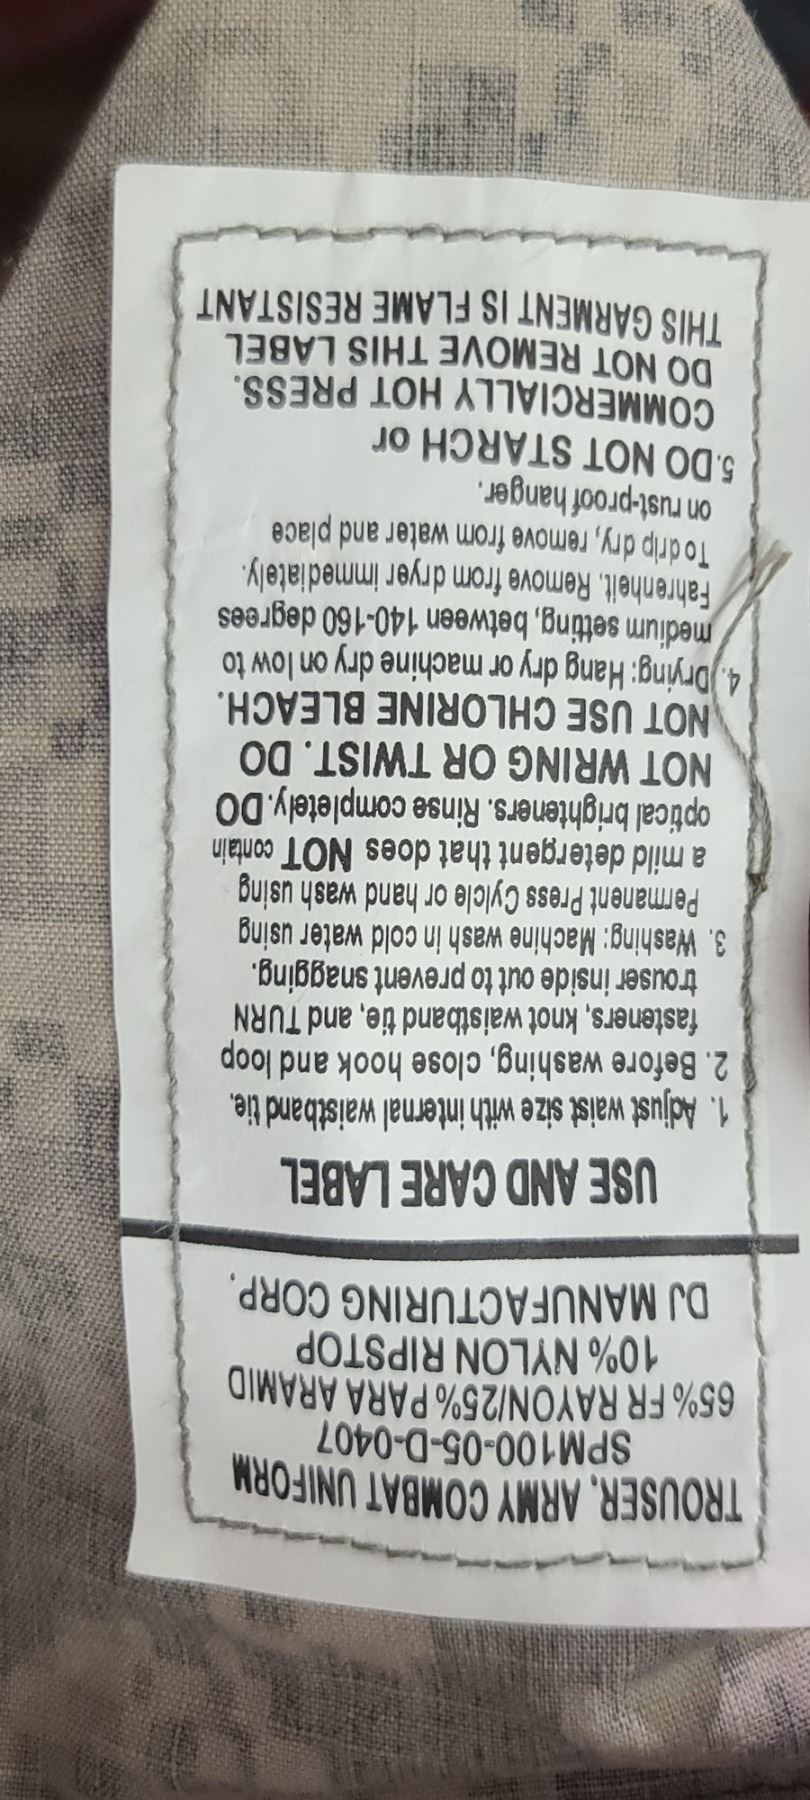 TROUSER, ARMY COMBAT UNIFORM
SPM100-05-D-0407
65% FR RAYON/25% PARA ARAMID
10% NYLON RIPSTOP
DJ MANUFACTURING CORP.
USE AND CARE LABEL
1. Adjust waist size with internal waistband tie.
2. Before washing, close hook and loop
fasteners, knot waistband tie, and TURN
trouser inside out to prevent snagging.
3. Washing: Machine wash in cold water using
Permanent Press Cylcle or hand wash using
a mild detergent that does NOT contain
optical brighteners. Rinse completely. DO
NOT WRING OR TWIST. DO
NOT USE CHLORINE BLEACH.
4. Drying: Hang dry or machine dry on low to
medium setting, between 140-160 degrees
Fahrenheit. Remove from dryer immediately.
To drip dry, remove from water and place
on rust-proof hanger.
5. DO NOT STARCH or
COMMERCIALLY HOT PRESS.
DO NOT REMOVE THIS LABEL
THIS GARMENT IS FLAME RESISTANT